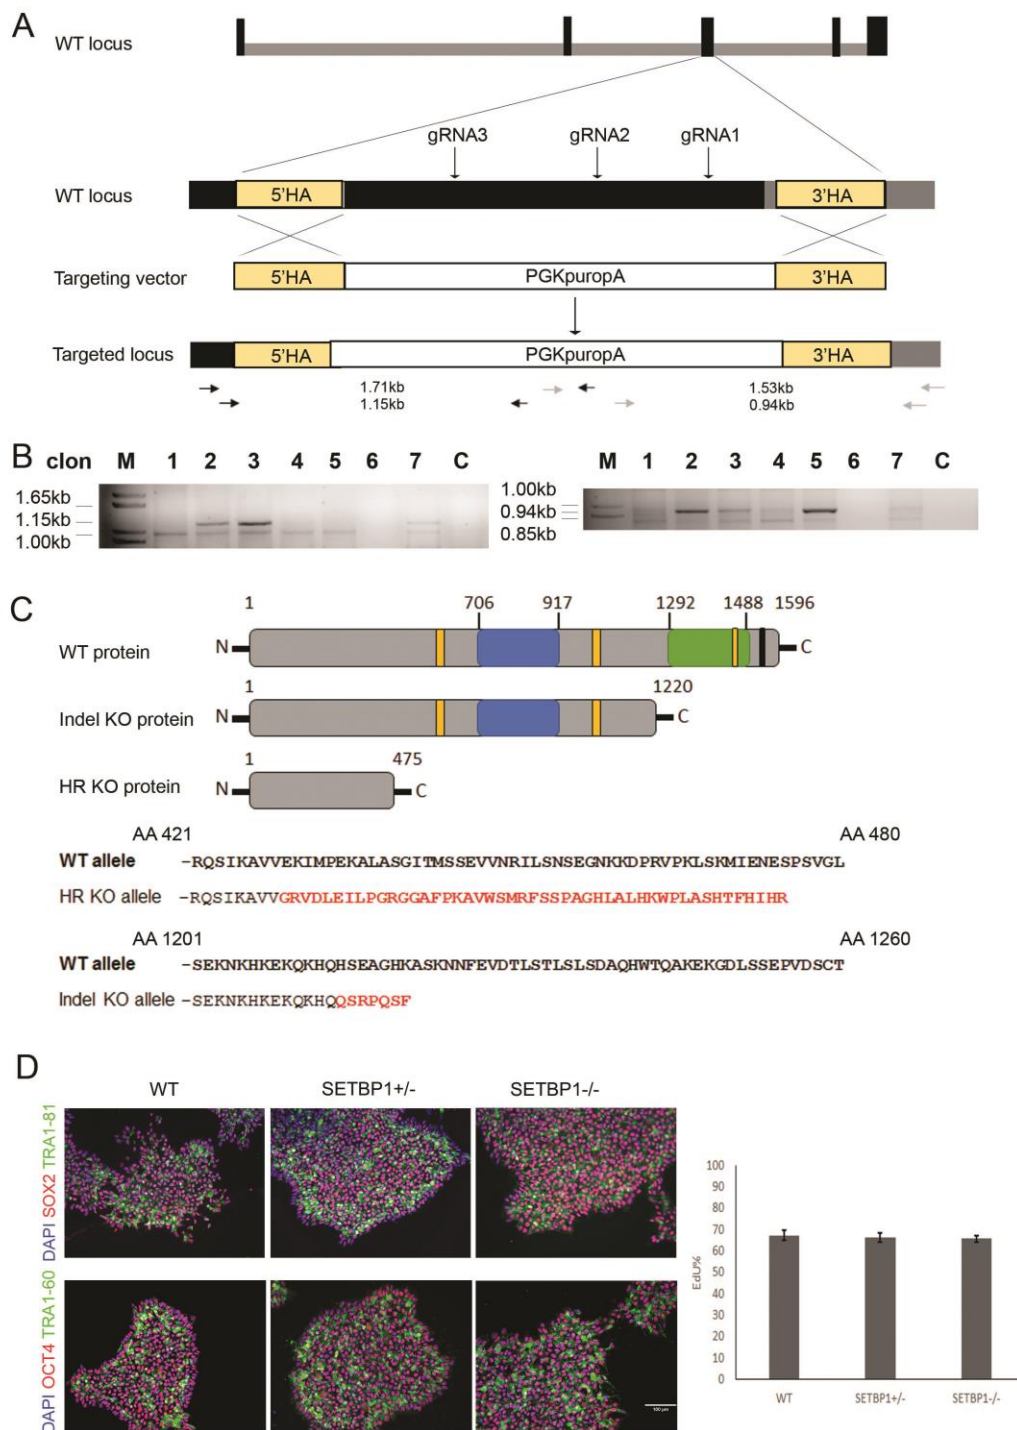 A
WT locus
gRNA3 gRNA2 gRNA1
WT locus
5'HA 3'HA
Targeting vector
5'HA PGKpuropA 3'HA
Targeted locus
5'HA PGKpuropA 3'HA
1.71kb 1.53kb
1.15kb 0.94kb
B
clon M 1 2 3 4 5 6 7 C
1.65kb
1.15kb
1.00kb
M 1 2 3 4 5 6 7 C
1.00kb
0.94kb
0.85kb
C
1 706 917 1292 1488 1596
WT protein N C
1 1220
Indel KO protein N C
1 475
HR KO protein N C
AA 421 AA 480
WT allele -RQSIKAVVEKIMPEKALASGITMSSEVVNRILSNSEGNKKDPRVPKLSKMIENESPSVGL
HR KO allele -RQSIKAVVGRVDLEILPGRGGAFPKAVWSMRFSSPAGHLALHKWPLASHTFHIHR
AA 1201 AA 1260
WT allele -SEKNKHKEKQKHQHSEAGHKASKNNFEVDTLSTLSLSDAQHWTQAKEKGDLSSEPVDSCT
Indel KO allele -SEKNKHKEKQKHQQSRPQSF
D
WT SETBP1+/- SETBP1-/-
DAPI SOX2 TRA1-81
DAPI OCT4 TRA1-60
100 µm
EdU%
100
90
80
70
60
50
40
30
20
10
0
WT SETBP1+/- SETBP1-/-